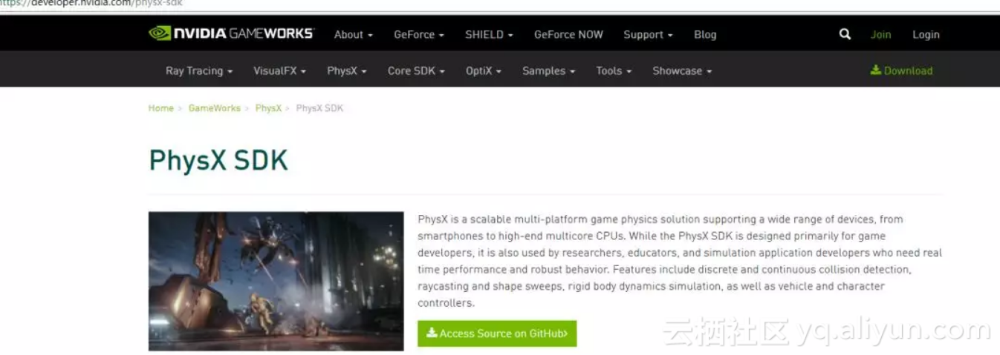 https://developer.nvidia.com/physx-sdk
NVIDIA GAMEWORKS About GeForce SHIELD GeForce NOW Support Blog Join Login
Ray Tracing VisualFX PhysX Core SDK OptiX Samples Tools Showcase Download
Home > GameWorks > PhysX > PhysX SDK
PhysX SDK
PhysX is a scalable multi-platform game physics solution supporting a wide range of devices, from
smartphones to high-end multicore CPUs. While the PhysX SDK is designed primarily for game
developers, it is also used by researchers, educators, and simulation application developers who need real
time performance and robust behavior. Features include discrete and continuous collision detection,
raycasting and shape sweeps, rigid body dynamics simulation, as well as vehicle and character
controllers.
Access Source on GitHub>
云栖社区 yq.aliyun.com